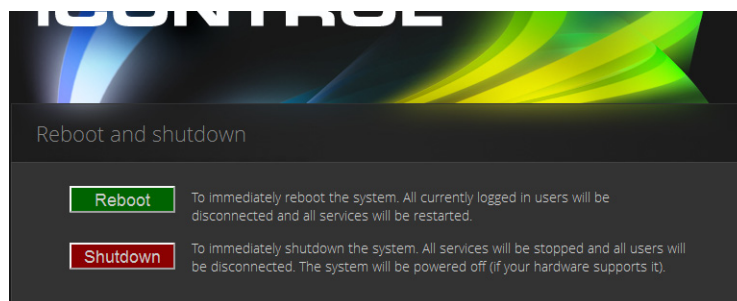 ICONTROL
Reboot and shutdown
Reboot
To immediately reboot the system. All currently logged in users will be
disconnected and all services will be restarted.
Shutdown
To immediately shutdown the system. All services will be stopped and all users will
be disconnected. The system will be powered off (if your hardware supports it).